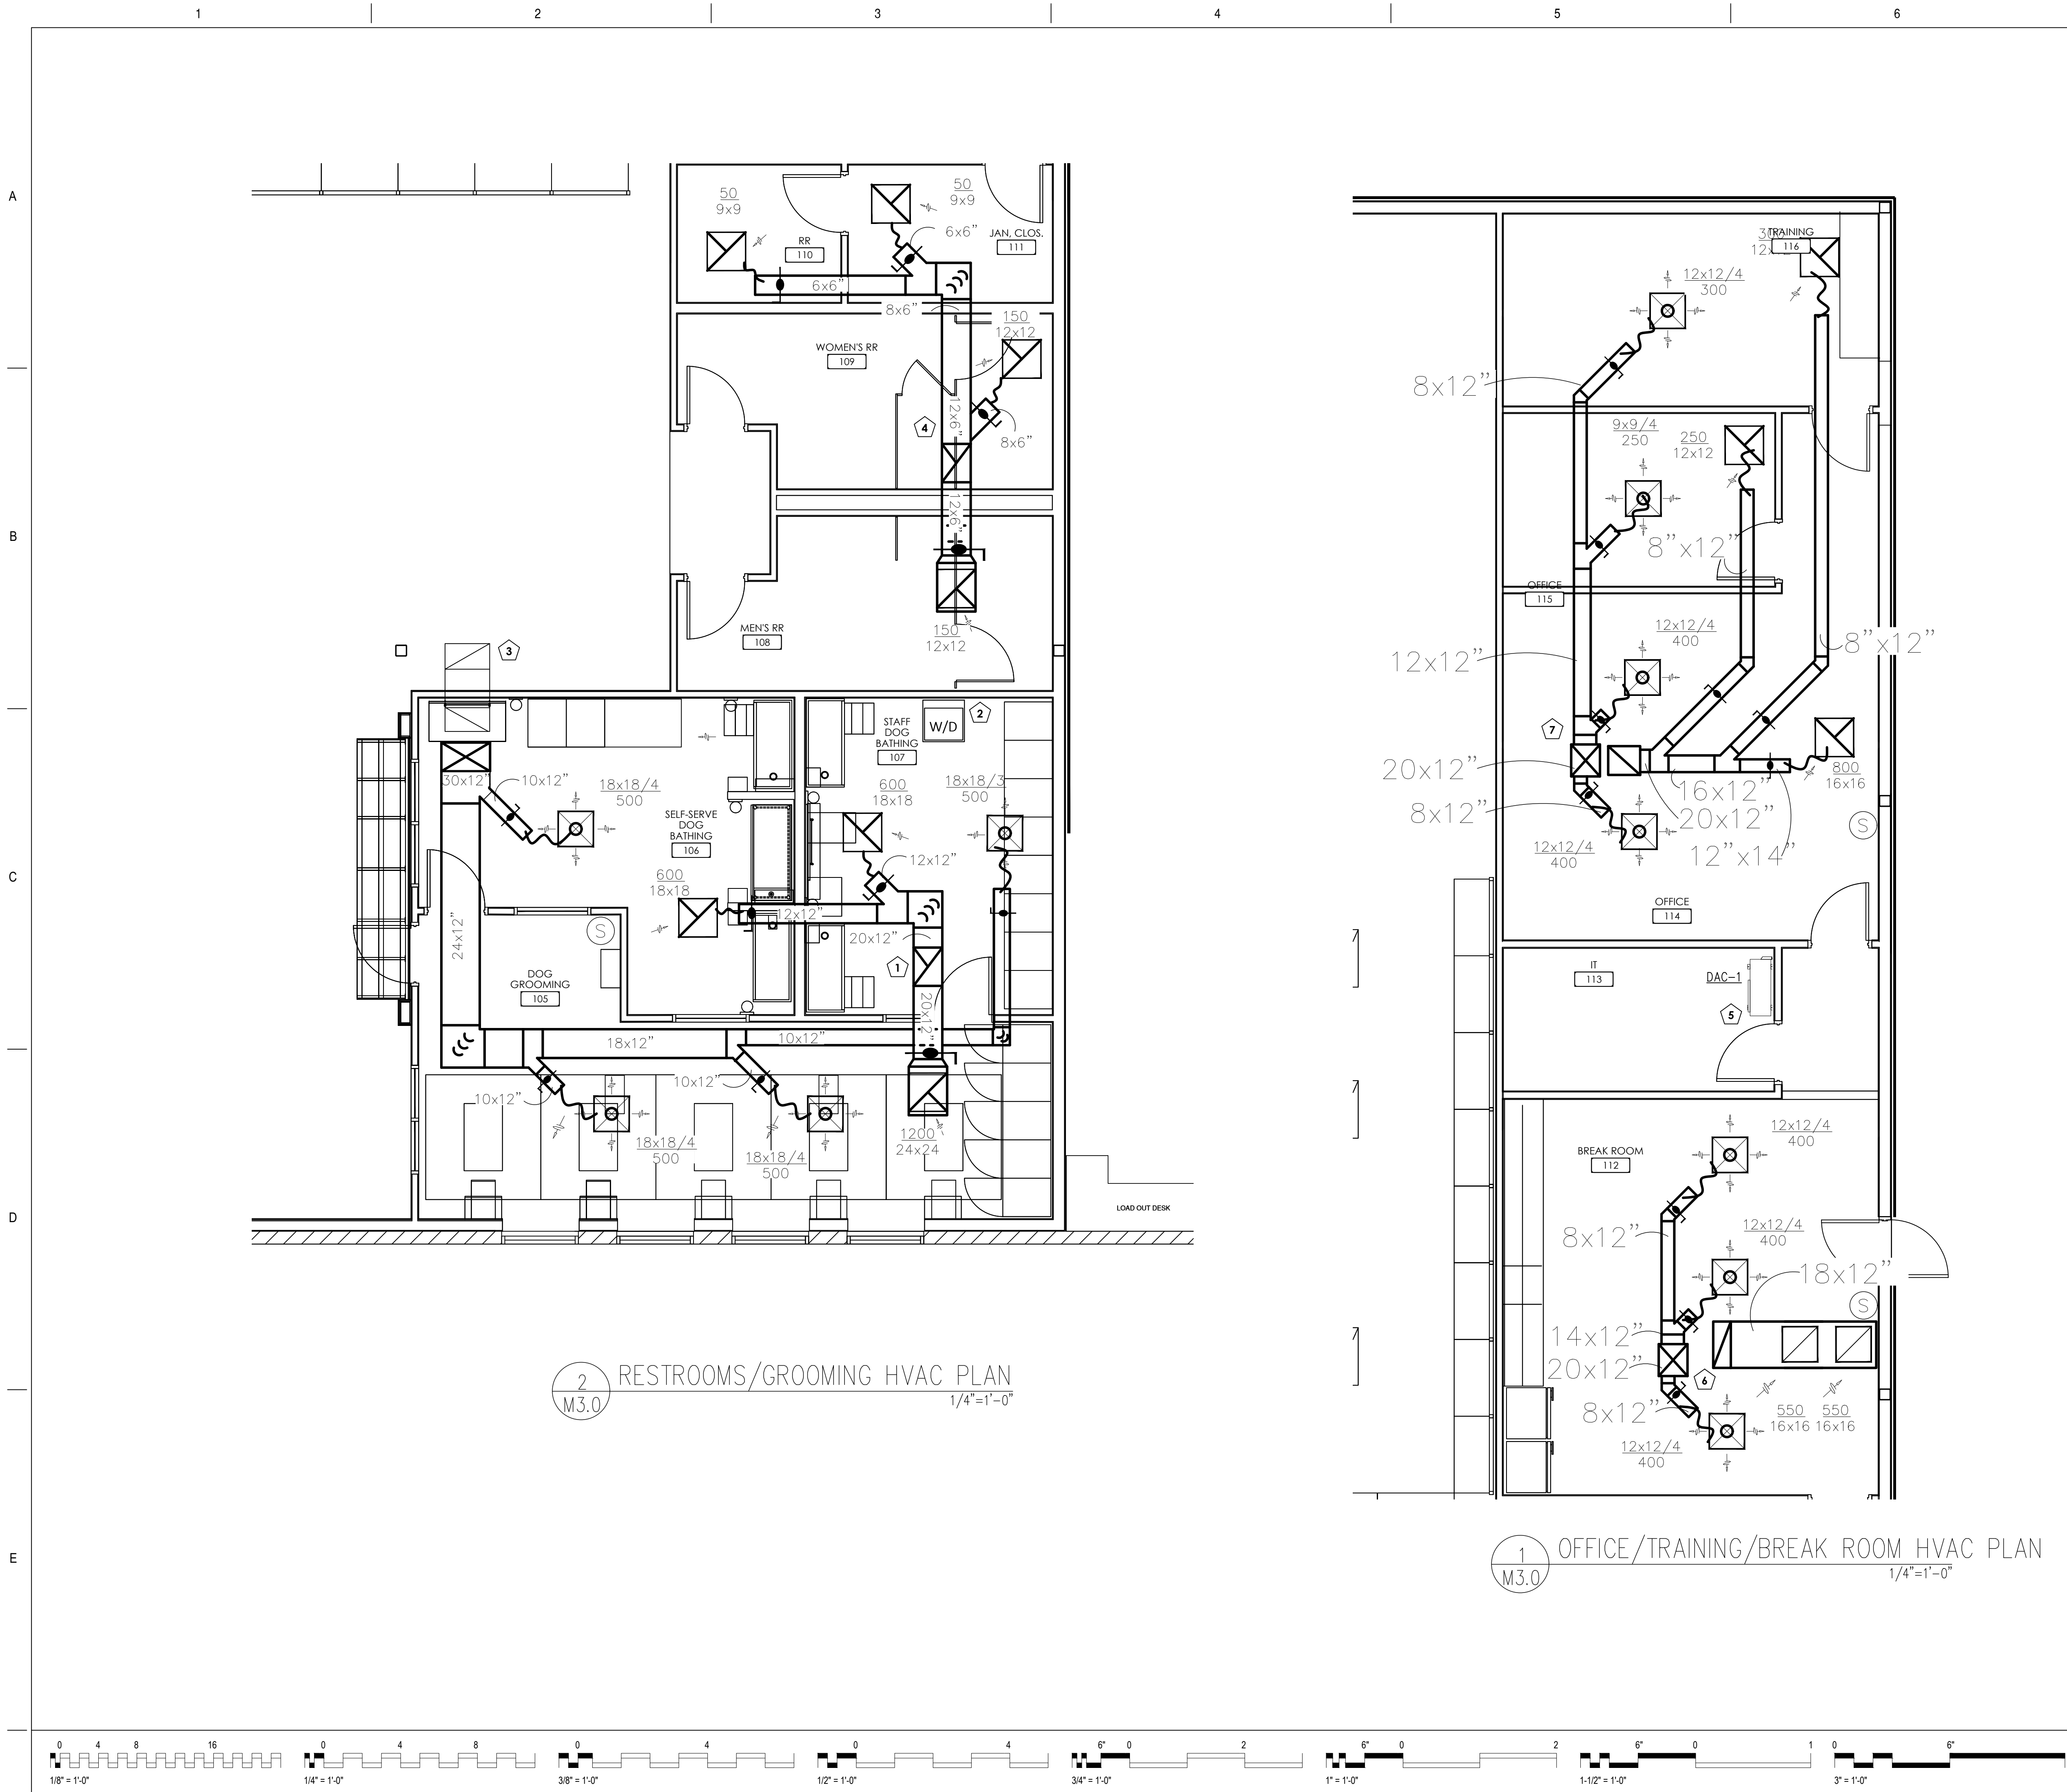 1 2 3 4 5 6
A
B
C
D
E
50
9x9
50
9x9
RR
110
6x6"
JAN, CLOS.
111
6x6"
8x6"
150
12x12
WOMEN'S RR
109
12x6"
4
8x6"
12x6"
MEN'S RR
108
150
12x12
3
30x12"
10x12"
18x18/4
500
STAFF
DOG
BATHING
107
W/D
2
600
18x18
18x18/3
500
SELF-SERVE
DOG
BATHING
106
600
18x18
12x12"
12x12"
20x12"
24x12"
S
1
DOG
GROOMING
105
20x12"
18x12"
10x12"
10x12"
10x12"
18x18/4
500
18x18/4
500
1200
24x24
LOAD OUT DESK
2
M3.0
RESTROOMS/GROOMING HVAC PLAN
1/4"=1'-0"
TRAINING
116
300
12x12
12x12/4
300
8x12"
9x9/4
250
250
12x12
8"x12"
OFFICE
115
12x12/4
400
12x12"
8"x12"
7
20x12"
8x12"
800
16x16
16x12"
20x12"
12"x14"
S
12x12/4
400
OFFICE
114
IT
113
DAC-1
5
BREAK ROOM
112
12x12/4
400
8x12"
12x12/4
400
18x12"
S
14x12"
20x12"
6
8x12"
550
16x16
550
16x16
12x12/4
400
1
M3.0
OFFICE/TRAINING/BREAK ROOM HVAC PLAN
1/4"=1'-0"
0 4 8 16
1/8" = 1'-0"
0 4 8
1/4" = 1'-0"
0 4
3/8" = 1'-0"
0 4
1/2" = 1'-0"
6" 0 2
3/4" = 1'-0"
6" 0 2
1" = 1'-0"
6" 0 1
1-1/2" = 1'-0"
0 6"
3" = 1'-0"